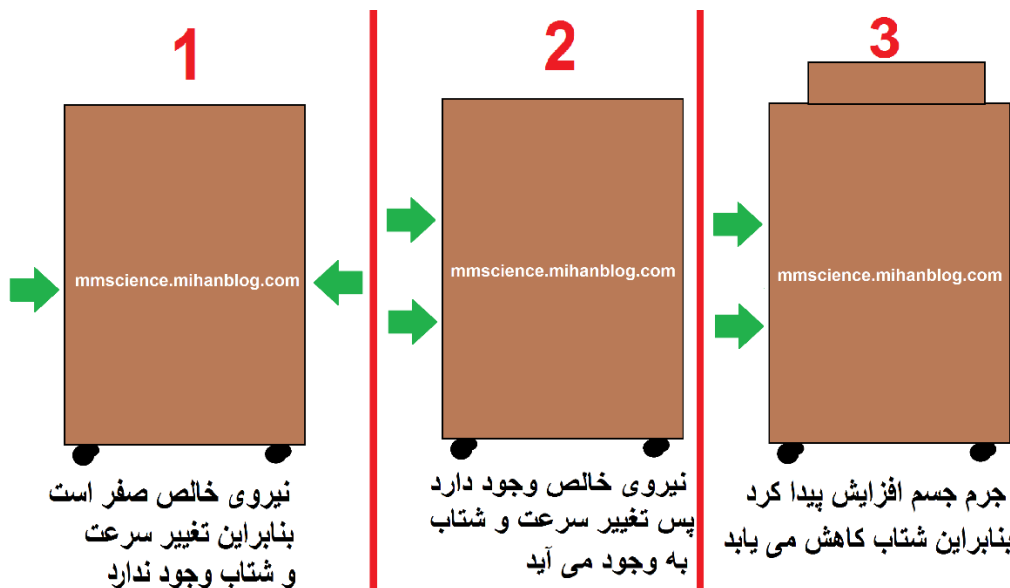 1
mmscience.mihanblog.com
نیروی خالص صفر است
بنابراین تغییر سرعت
و شتاب وجود ندارد
2
mmscience.mihanblog.com
نیروی خالص وجود دارد
پس تغییر سرعت و شتاب
به وجود می آید
3
mmscience.mihanblog.com
جرم جسم افزایش پیدا کرد
بنابراین شتاب کاهش می یابد